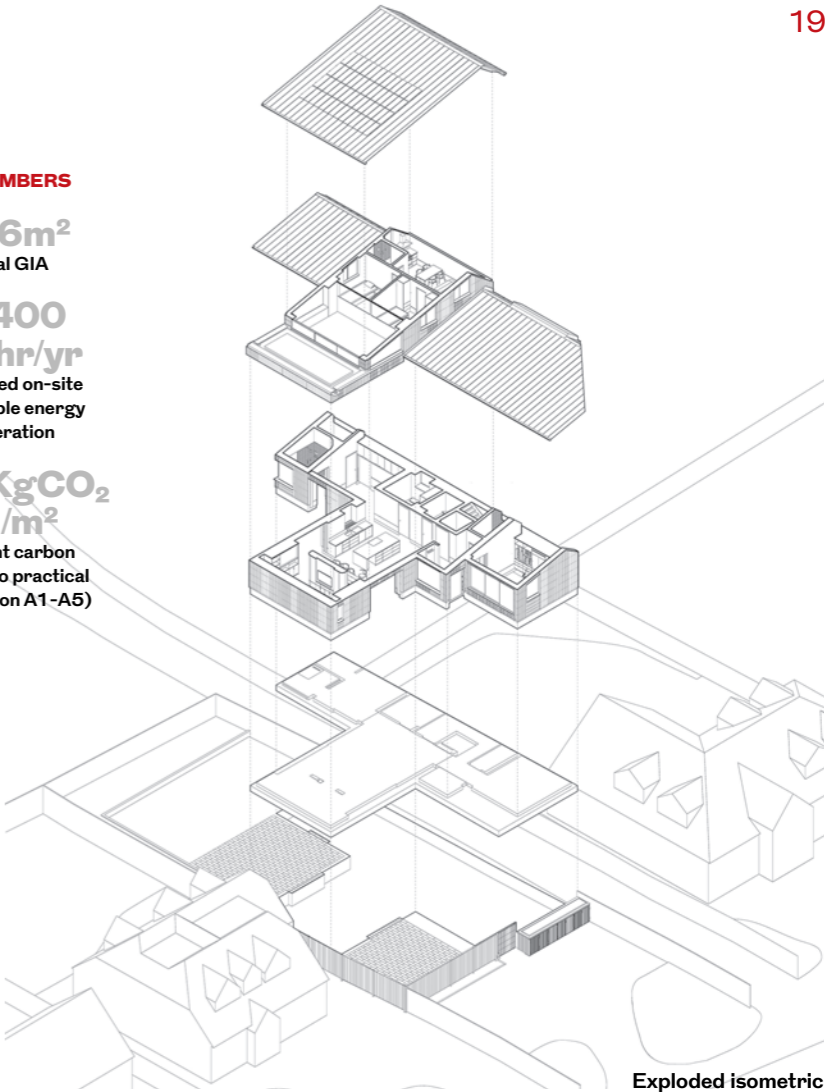 19
MBERS
6m²
al GIA
400
hr/yr
ed on-site
ble energy
eration
KgCO₂
/m²
nt carbon
o practical
on A1-A5)
Exploded isometric